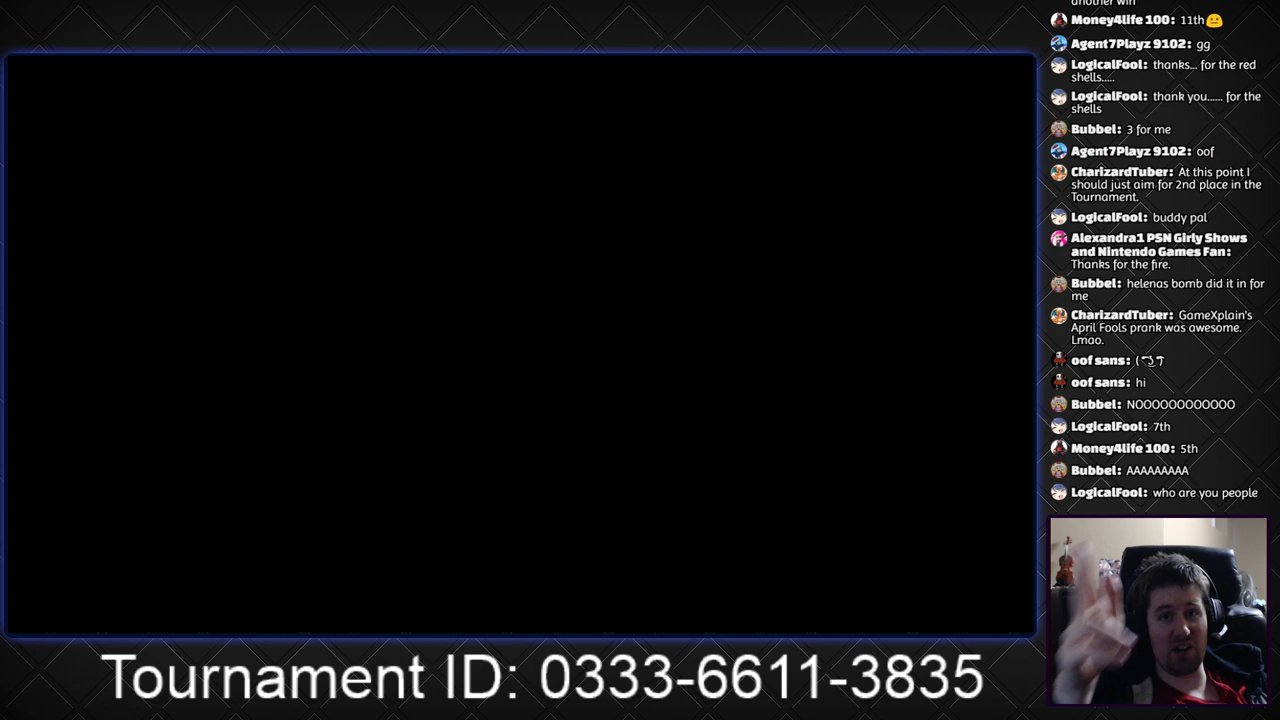 another win
Money4life 100: 11th😐
Agent7Playz 9102: gg
LogicalFool: thanks... for the red
shells.....
LogicalFool: thank you...... for the
shells
Bubbel: 3 for me
Agent7Playz 9102: oof
CharizardTuber: At this point I
should just aim for 2nd place in the
Tournament.
LogicalFool: buddy pal
Alexandra1 PSN Girly Shows
and Nintendo Games Fan:
Thanks for the fire.
Bubbel: helenas bomb did it in for
me
CharizardTuber: GameXplain's
April Fools prank was awesome.
Lmao.
oof sans: ( ͡° ͜ʖ ͡°
oof sans: hi
Bubbel: NOOOOOOOOOOOO
LogicalFool: 7th
Money4life 100: 5th
Bubbel: AAAAAAAAA
LogicalFool: who are you people
Tournament ID: 0333-6611-3835